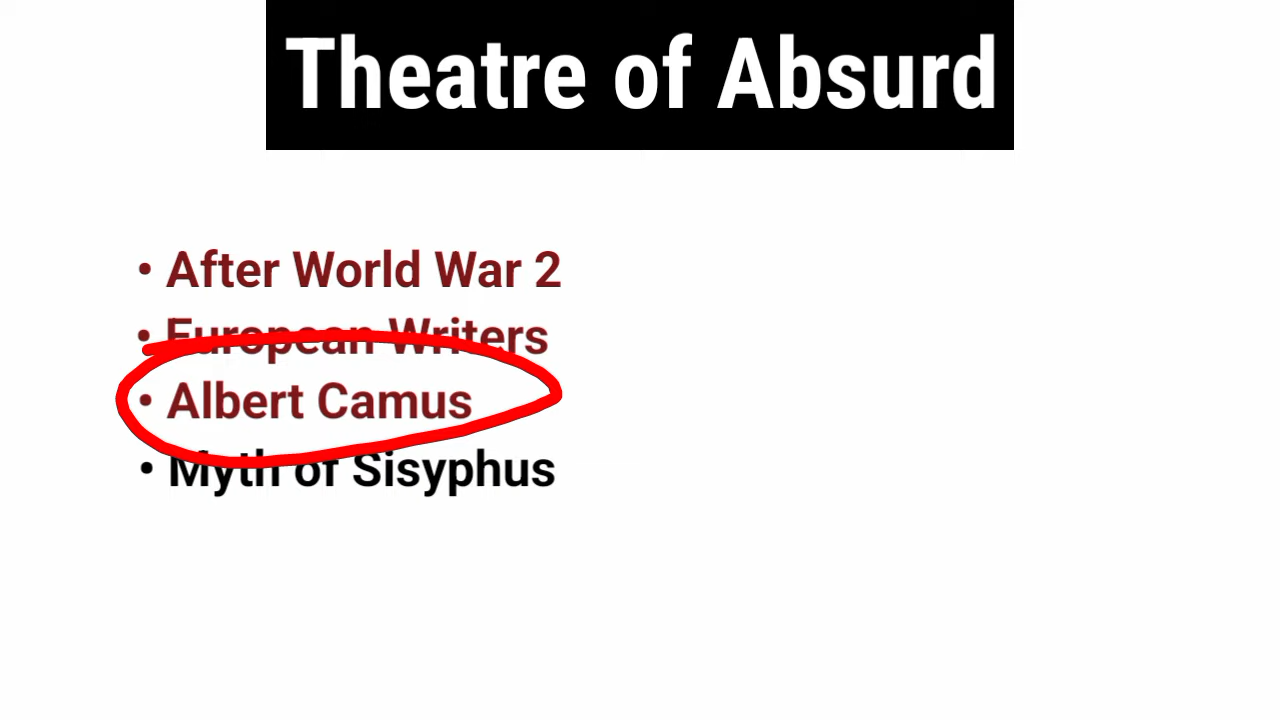 Theatre of Absurd
• After World War 2
• European Writers
• Albert Camus
• Myth of Sisyphus